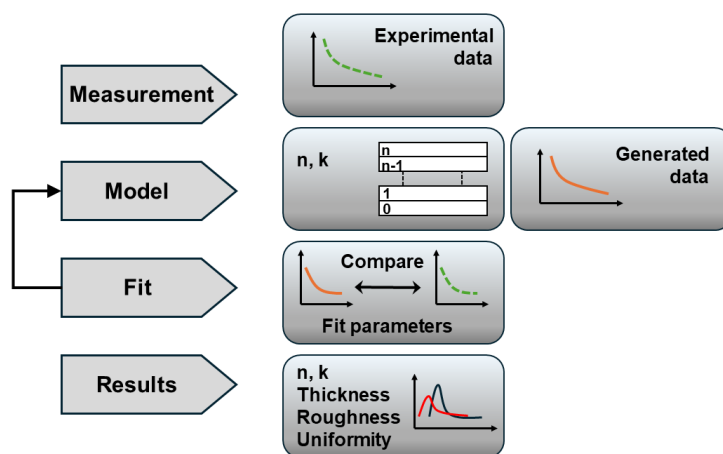 Measurement
Experimental
data
Model
n, k
n
n-1
1
0
Generated
data
Fit
Compare
Fit parameters
Results
n, k
Thickness
Roughness
Uniformity